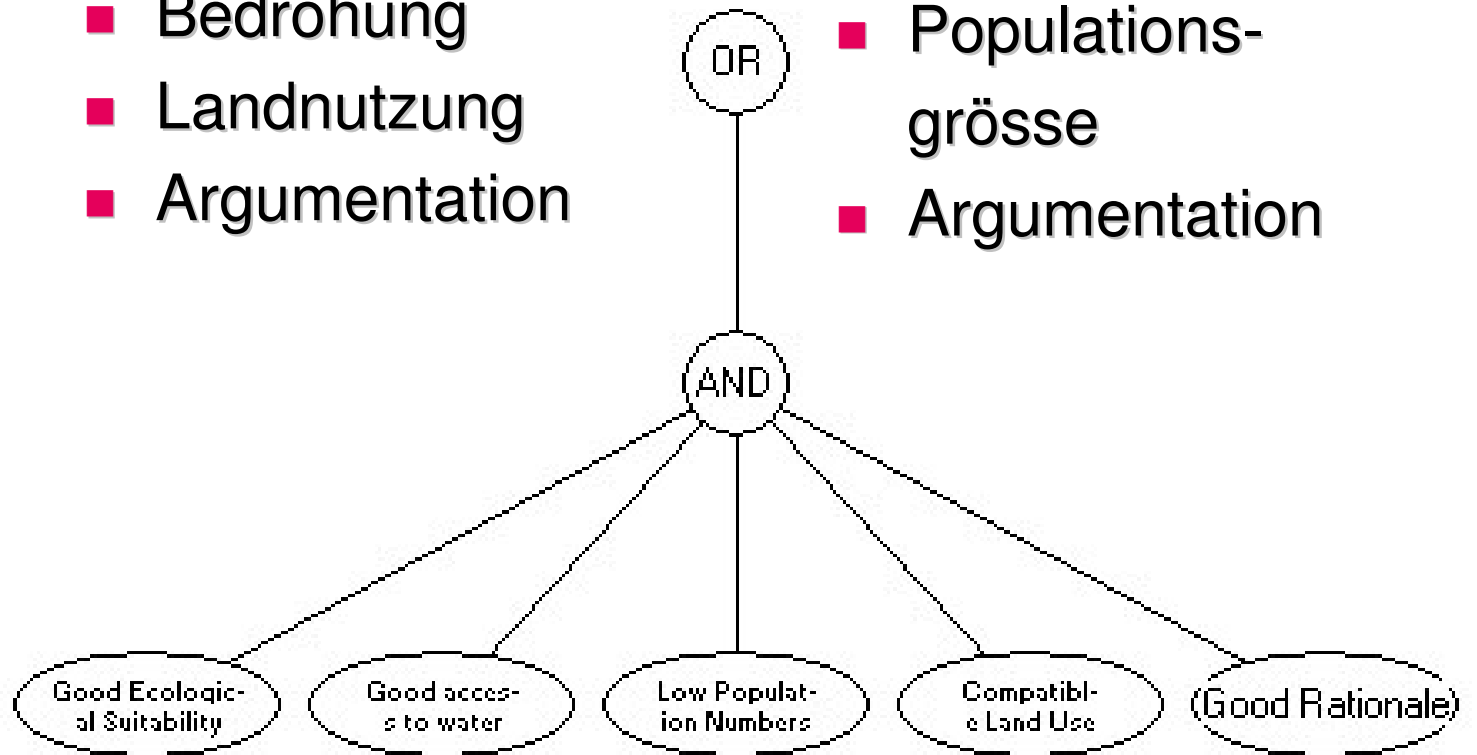 Bedrohung
Landnutzung
Argumentation
OR
Populations-
grösse
Argumentation
AND
Good Ecologic-
al Suitability
Good acces-
s to water
Low Populat-
ion Numbers
Compatibl-
e Land Use
(Good Rationale)